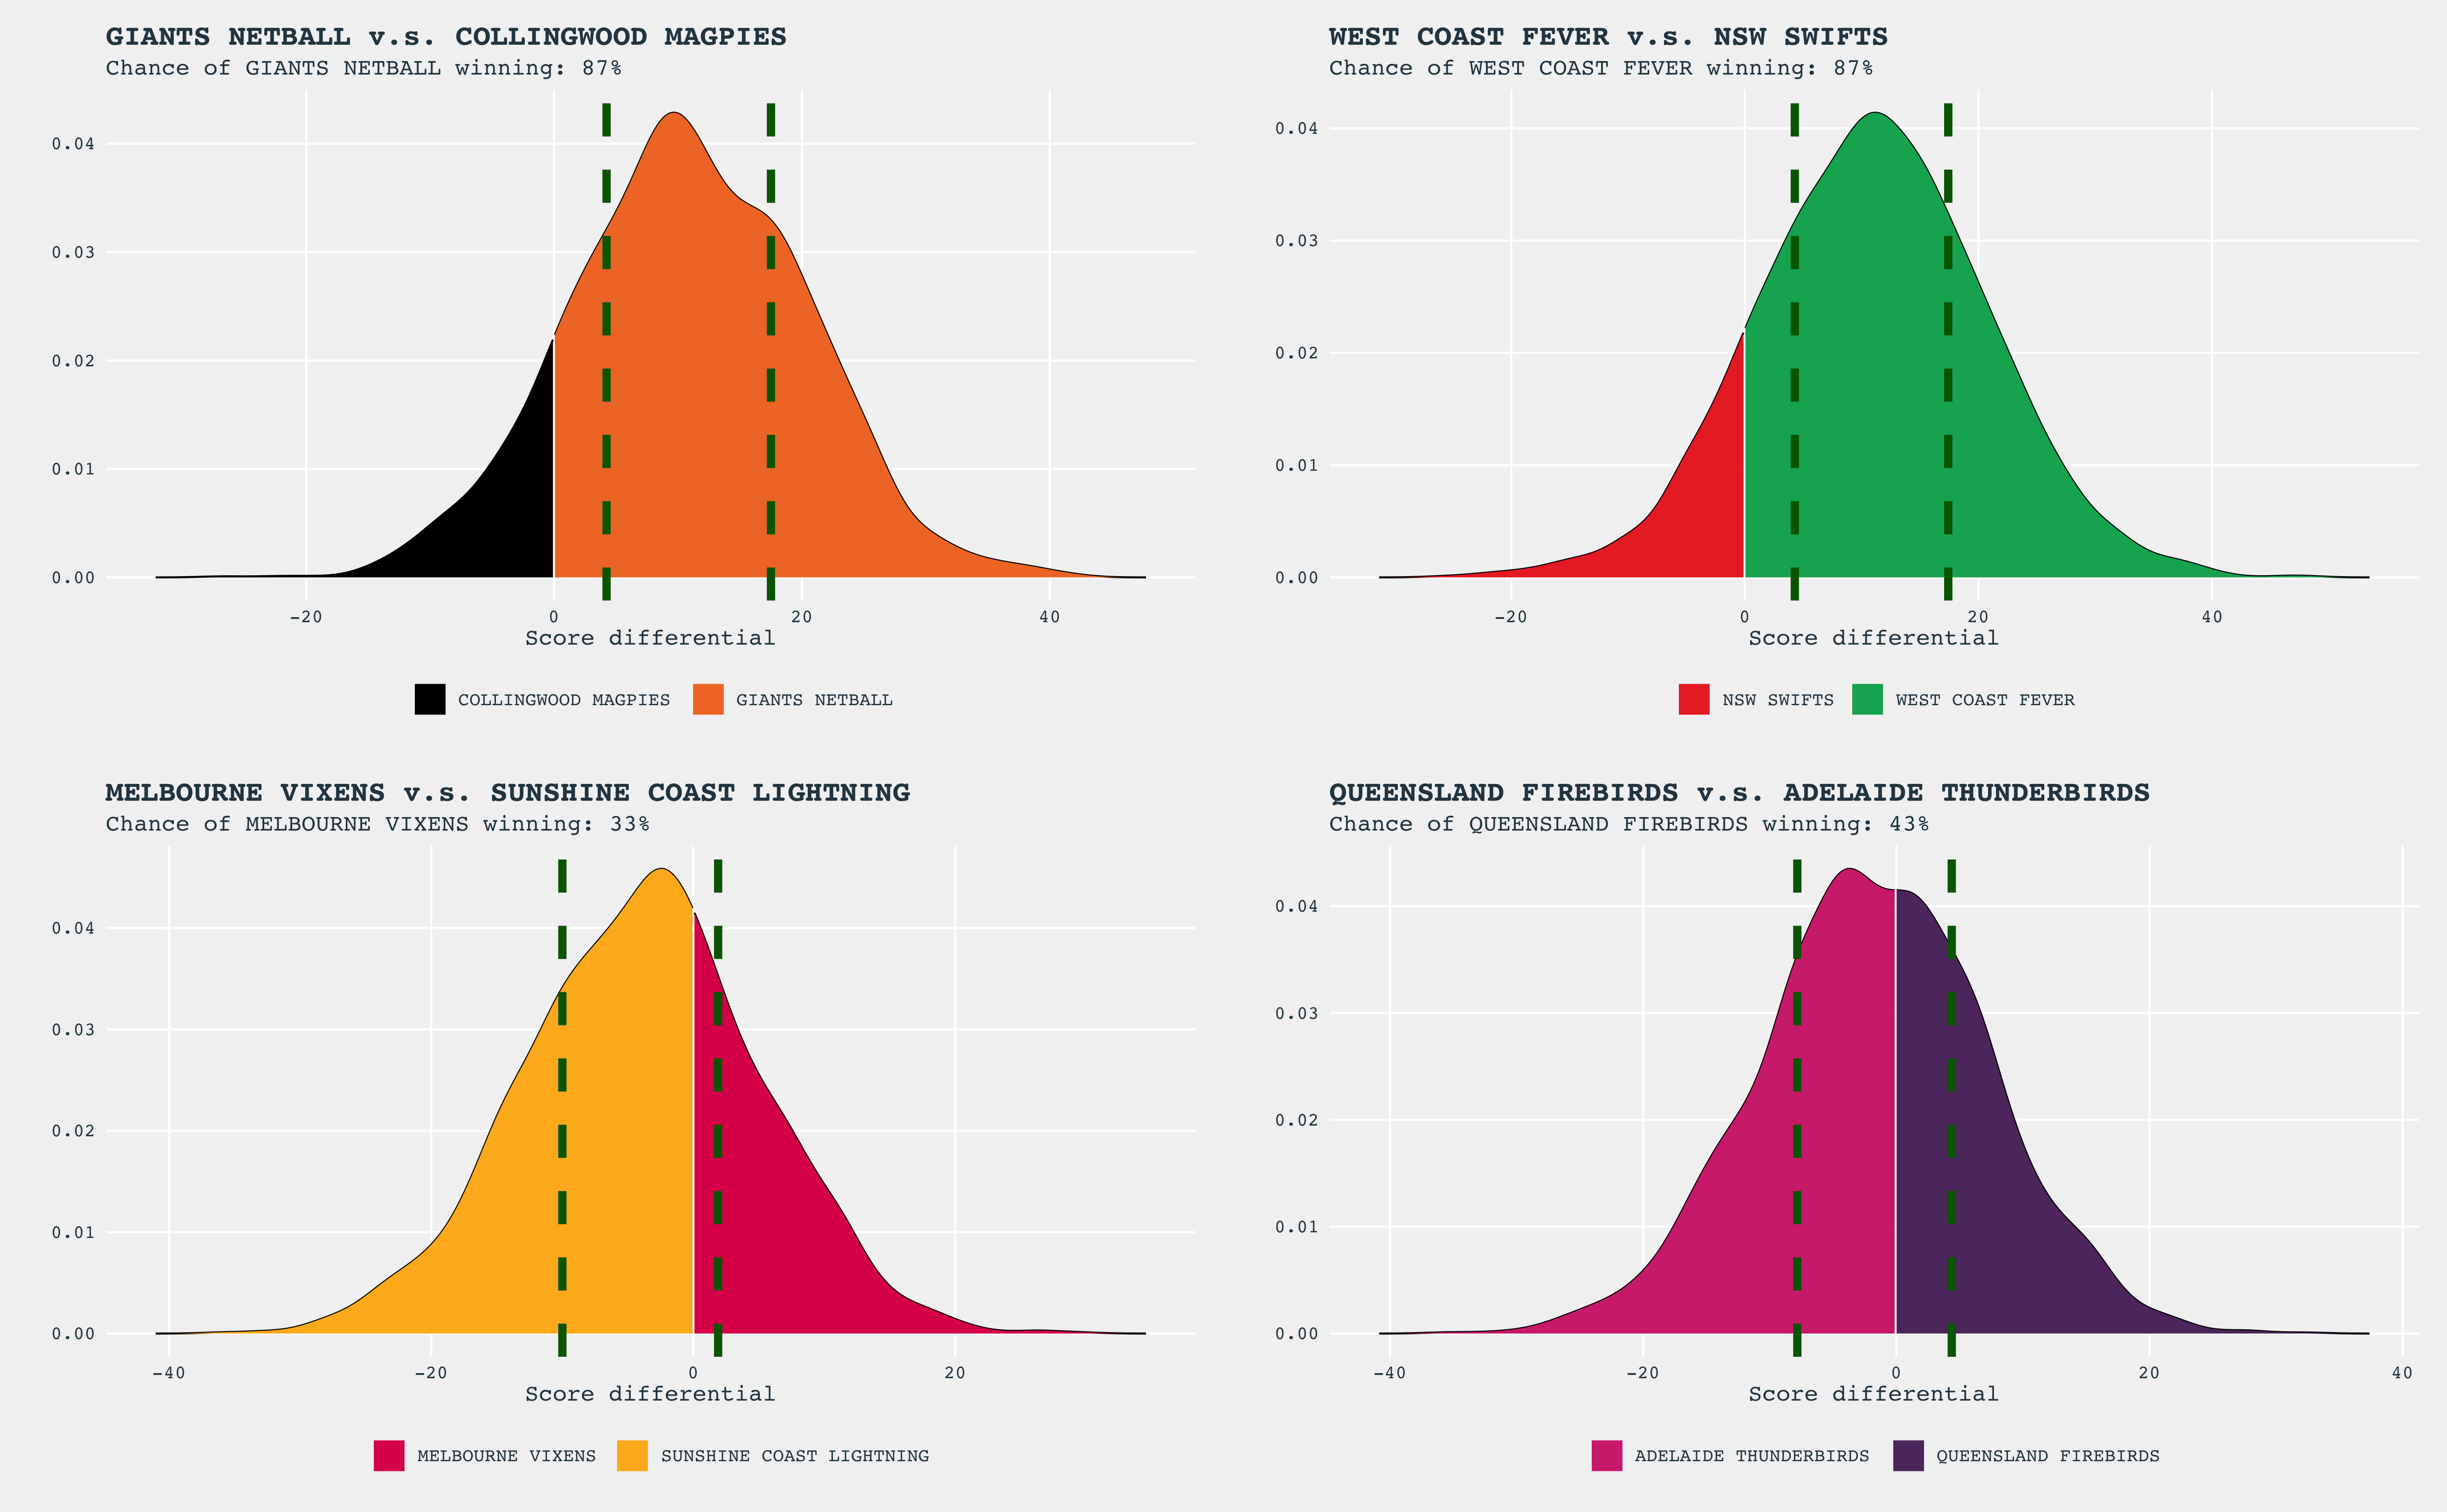 GIANTS NETBALL v.s. COLLINGWOOD MAGPIES
Chance of GIANTS NETBALL winning: 87%
0.04
0.03
0.02
0.01
0.00
-20 0 20 40
Score differential
COLLINGWOOD MAGPIES GIANTS NETBALL
WEST COAST FEVER v.s. NSW SWIFTS
Chance of WEST COAST FEVER winning: 87%
0.04
0.03
0.02
0.01
0.00
-20 0 20 40
Score differential
NSW SWIFTS WEST COAST FEVER
MELBOURNE VIXENS v.s. SUNSHINE COAST LIGHTNING
Chance of MELBOURNE VIXENS winning: 33%
0.04
0.03
0.02
0.01
0.00
-40 -20 0 20
Score differential
MELBOURNE VIXENS SUNSHINE COAST LIGHTNING
QUEENSLAND FIREBIRDS v.s. ADELAIDE THUNDERBIRDS
Chance of QUEENSLAND FIREBIRDS winning: 43%
0.04
0.03
0.02
0.01
0.00
-40 -20 0 20 40
Score differential
ADELAIDE THUNDERBIRDS QUEENSLAND FIREBIRDS